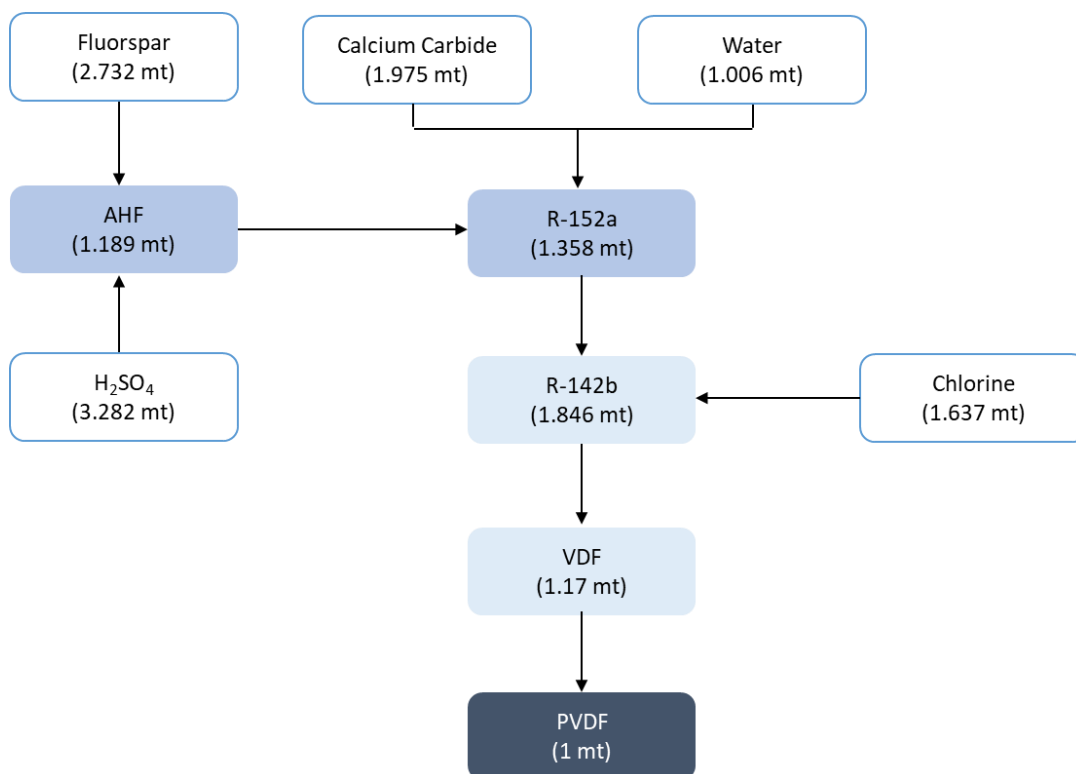 Fluorspar
(2.732 mt)
Calcium Carbide
(1.975 mt)
Water
(1.006 mt)
AHF
(1.189 mt)
R-152a
(1.358 mt)
H₂SO₄
(3.282 mt)
R-142b
(1.846 mt)
Chlorine
(1.637 mt)
VDF
(1.17 mt)
PVDF
(1 mt)